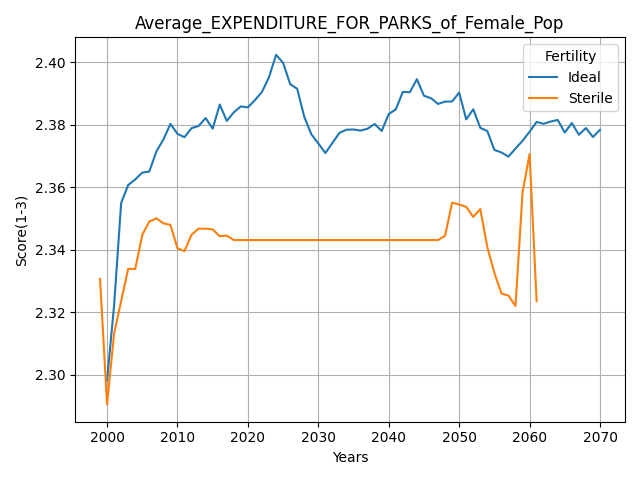 Average_EXPENDITURE_FOR_PARKS_of_Female_Pop
Fertility
Ideal
Sterile
Score(1-3)
2.40
2.38
2.36
2.34
2.32
2.30
2000 2010 2020 2030 2040 2050 2060 2070
Years